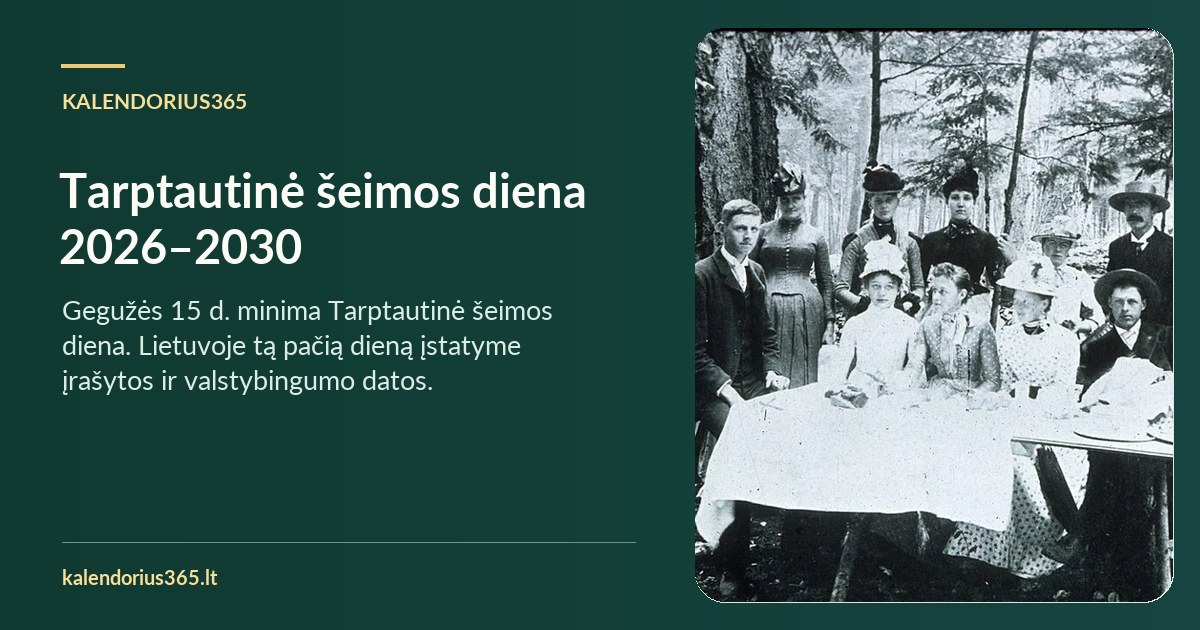 KALENDORIUS365
Tarptautinė šeimos diena
2026–2030
Gegužės 15 d. minima Tarptautinė šeimos
diena. Lietuvoje tą pačią dieną įstatyme
įrašytos ir valstybingumo datos.
kalendorius365.lt